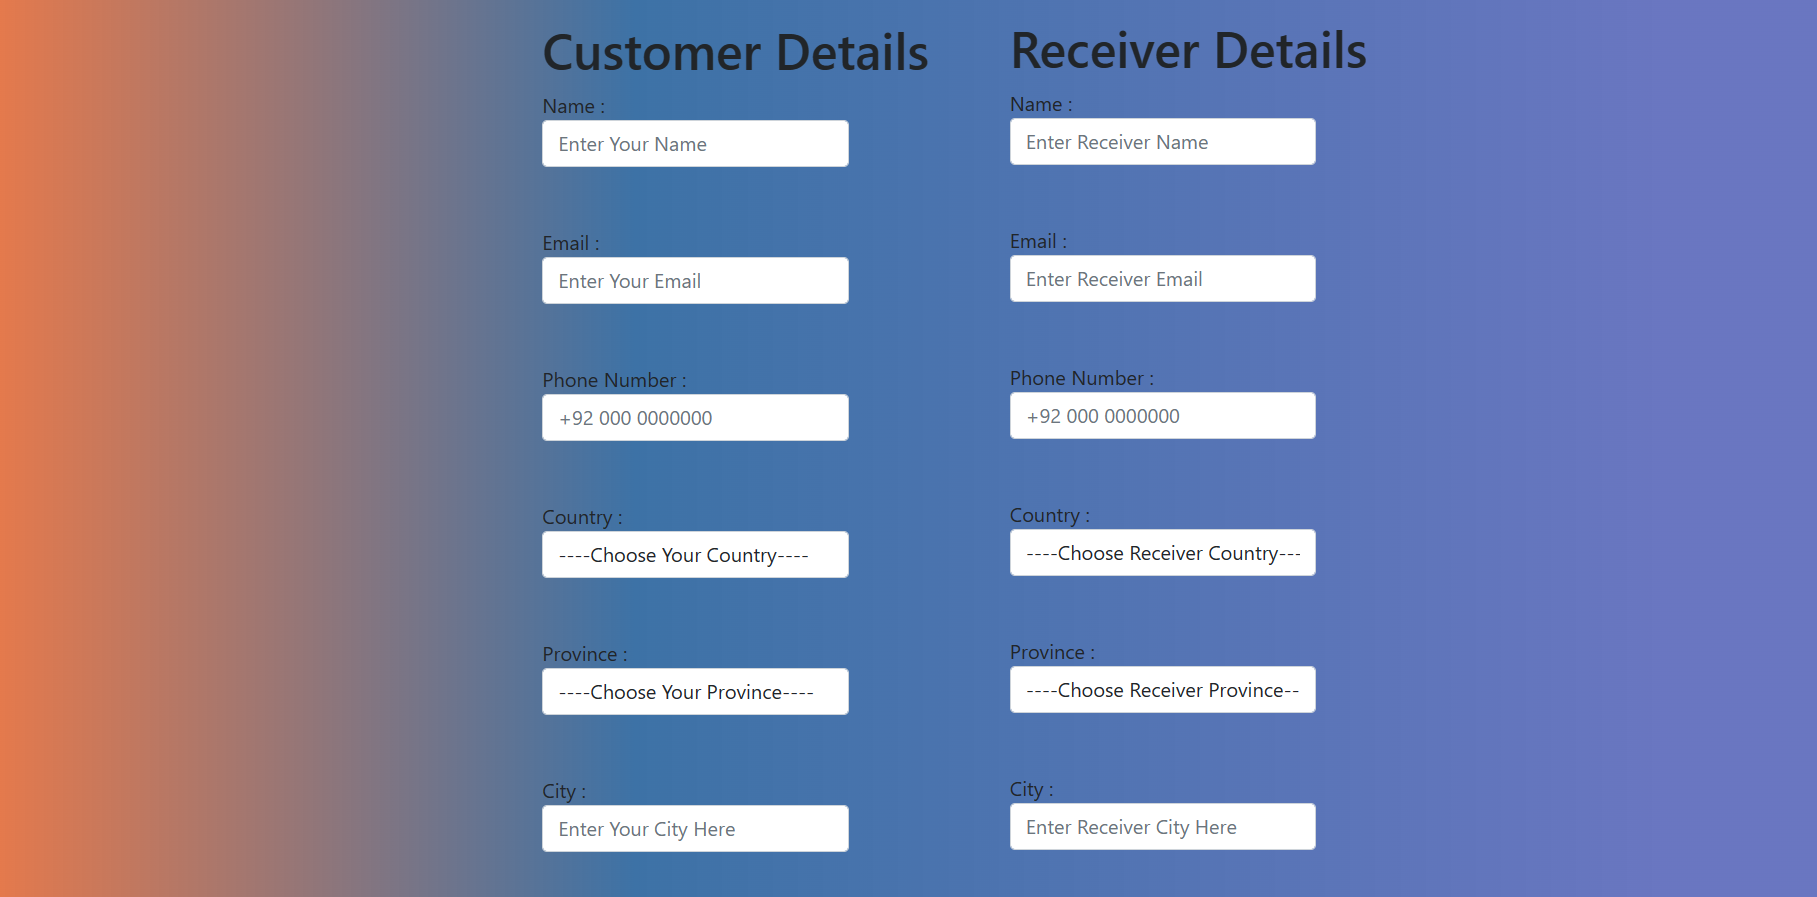 Customer Details
Name :
Enter Your Name
Email :
Enter Your Email
Phone Number :
+92 000 0000000
Country :
----Choose Your Country----
Province :
----Choose Your Province----
City :
Enter Your City Here
Receiver Details
Name :
Enter Receiver Name
Email :
Enter Receiver Email
Phone Number :
+92 000 0000000
Country :
----Choose Receiver Country---
Province :
----Choose Receiver Province--
City :
Enter Receiver City Here